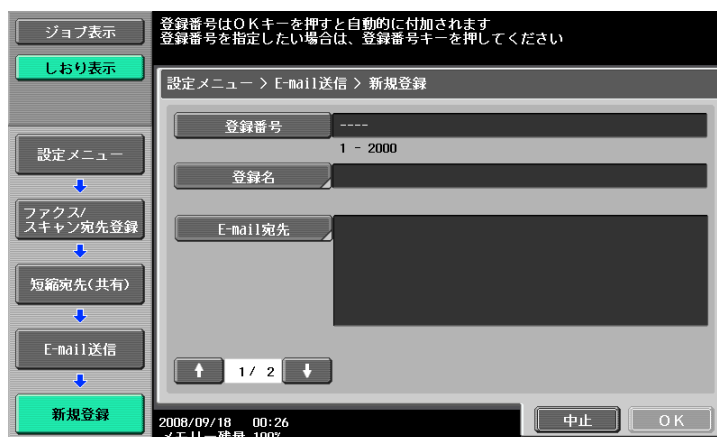 ジョブ表示
しおり表示
登録番号はOKキーを押すと自動的に付加されます
登録番号を指定したい場合は、登録番号キーを押してください
設定メニュー > E-mail送信 > 新規登録
登録番号 ----
1 - 2000
登録名
E-mail宛先
1/ 2
設定メニュー
ファクス/
スキャン宛先登録
短縮宛先(共有)
E-mail送信
新規登録
2008/09/18 00:26
メモリー残量 100%
中止
OK